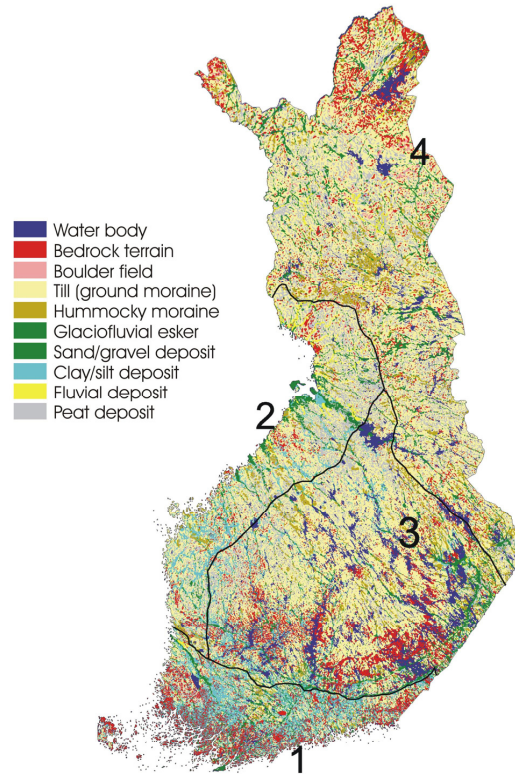 4
Water body
Bedrock terrain
Boulder field
Till (ground moraine)
Hummocky moraine
Glaciofluvial esker
Sand/gravel deposit
Clay/silt deposit
Fluvial deposit
Peat deposit
2
3
1